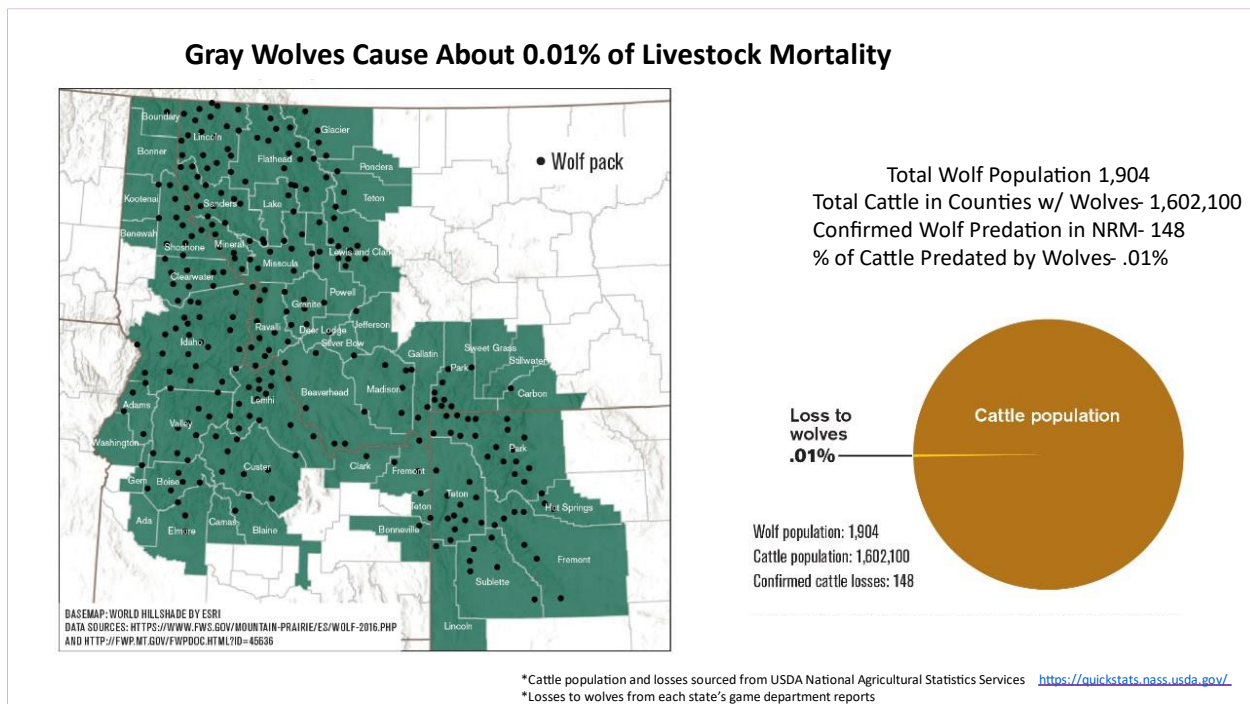 Gray Wolves Cause About 0.01% of Livestock Mortality
Boundary
Lincoln
Glacier
Bonner
Flathead
Wolf pack
Pondera
Kootenai
Sanders
Lake
Teton
Benewah
Shoshone
Mineral
Lewis and Clark
Missoula
Clearwater
Powell
Granite
Ravalli
Deer Lodge
Jefferson
Silver Bow
Idaho
Gallatin
Sweet Grass
Park
Stillwater
Beaverhead
Madison
Carbon
Lemhi
Adams
Valley
Washington
Park
Custer
Clark
Fremont
Gem
Boise
Teton
Teton
Hot Springs
Ada
Camas
Elmore
Blaine
Bonneville
Fremont
Sublette
Lincoln
BASEMAP: WORLD HILLSHADE BY ESRI
DATA SOURCES: HTTPS://WWW.FWS.GOV/MOUNTAIN-PRAIRIE/ES/WOLF-2016.PHP
AND HTTP://FWP.MT.GOV/FWPDOC.HTML?ID=45636
Total Wolf Population 1,904
Total Cattle in Counties w/ Wolves- 1,602,100
Confirmed Wolf Predation in NRM- 148
% of Cattle Predated by Wolves- .01%
Cattle population
Loss to
wolves
.01%
Wolf population: 1,904
Cattle population: 1,602,100
Confirmed cattle losses: 148
*Cattle population and losses sourced from USDA National Agricultural Statistics Services https://quickstats.nass.usda.gov/
*Losses to wolves from each state's game department reports